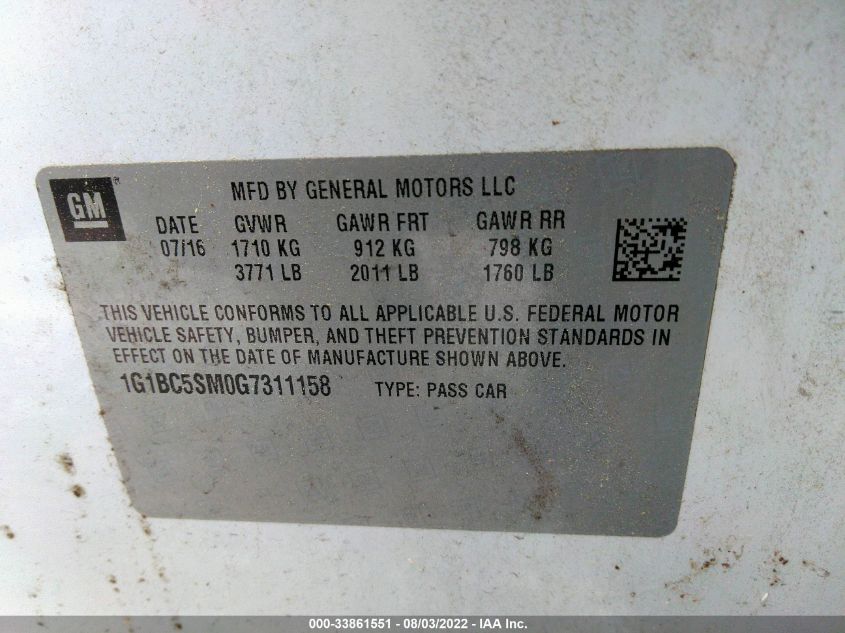 GM®
MFD BY GENERAL MOTORS LLC
DATE GVWR GAWR FRT GAWR RR
07/16 1710 KG 912 KG 798 KG
3771 LB 2011 LB 1760 LB
THIS VEHICLE CONFORMS TO ALL APPLICABLE U.S. FEDERAL MOTOR
VEHICLE SAFETY, BUMPER, AND THEFT PREVENTION STANDARDS IN
EFFECT ON THE DATE OF MANUFACTURE SHOWN ABOVE.
1G1BC5SM0G7311158 TYPE: PASS CAR
000-33861551 - 08/03/2022 - IAA Inc.